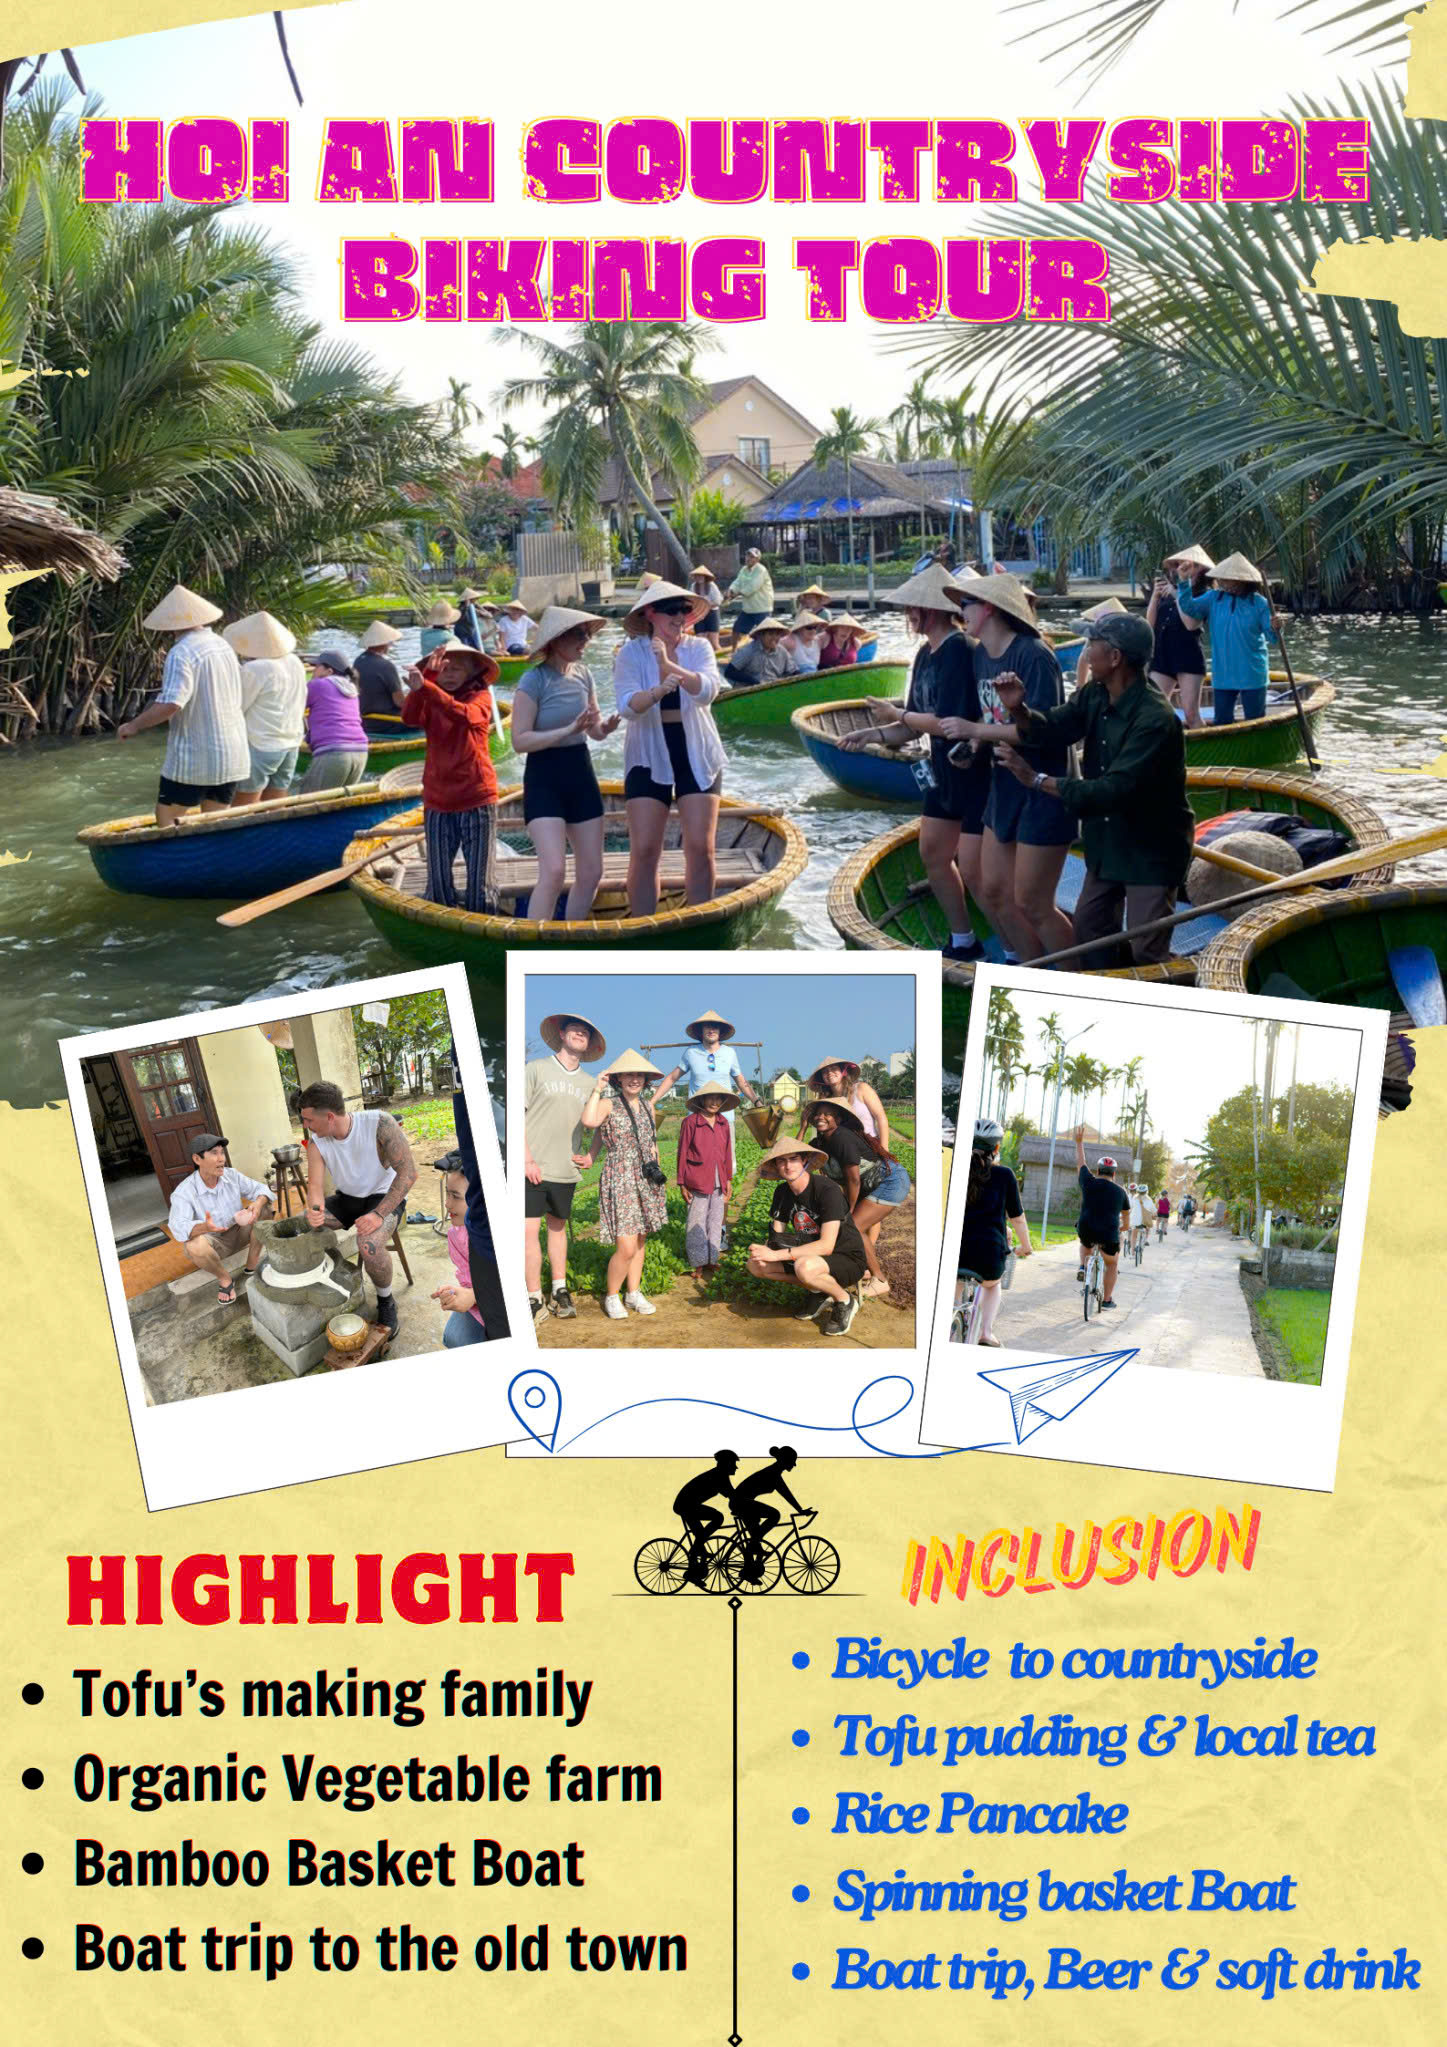 HOI AN COUNTRYSIDE
BIKING TOUR
HIGHLIGHT
• Tofu's making family
• Organic Vegetable farm
• Bamboo Basket Boat
• Boat trip to the old town
INCLUSION
• Bicycle to countryside
• Tofu pudding & local tea
• Rice Pancake
• Spinning basket Boat
• Boat trip, Beer & soft drink